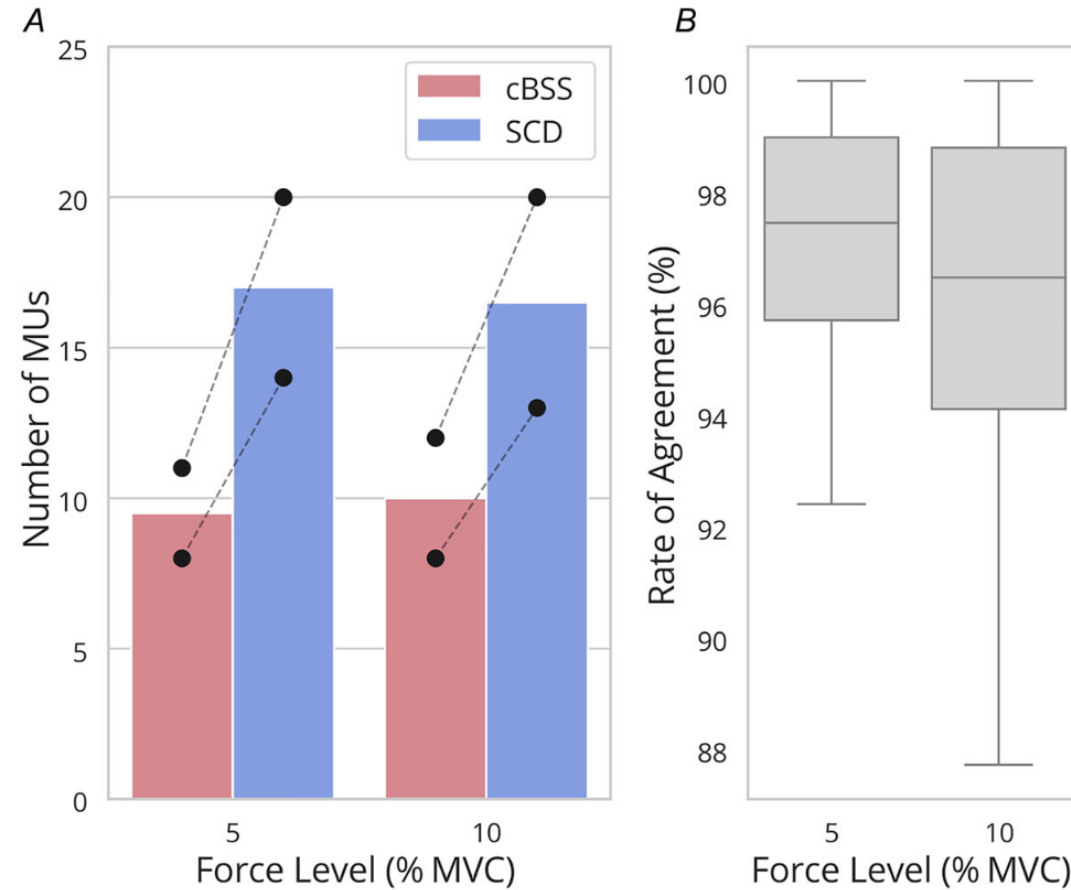 A
25
20
15
10
5
0
Number of MUs
cBSS
SCD
5
10
Force Level (% MVC)
B
100
98
96
94
92
90
88
Rate of Agreement (%)
5
10
Force Level (% MVC)